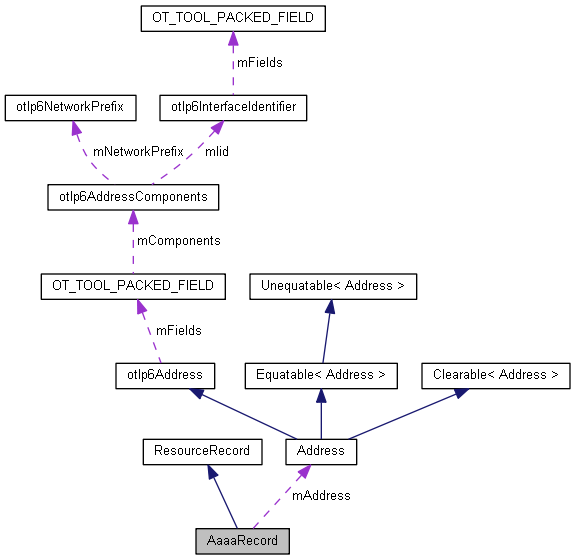 OT_TOOL_PACKED_FIELD
mFields
otIp6NetworkPrefix
otIp6InterfaceIdentifier
mNetworkPrefix
mIid
otIp6AddressComponents
mComponents
OT_TOOL_PACKED_FIELD
Unequatable< Address >
mFields
otIp6Address
Equatable< Address >
Clearable< Address >
ResourceRecord
Address
mAddress
AaaaRecord